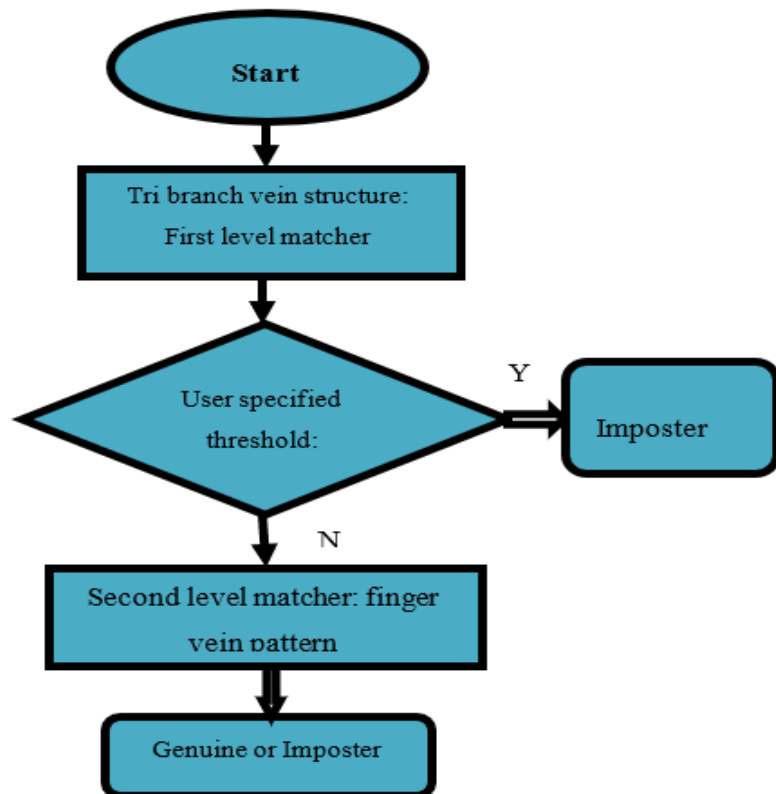 Start
Tri branch vein structure:
First level matcher
User specified
threshold:
Y
Imposter
N
Second level matcher: finger
vein pattern
Genuine or Imposter